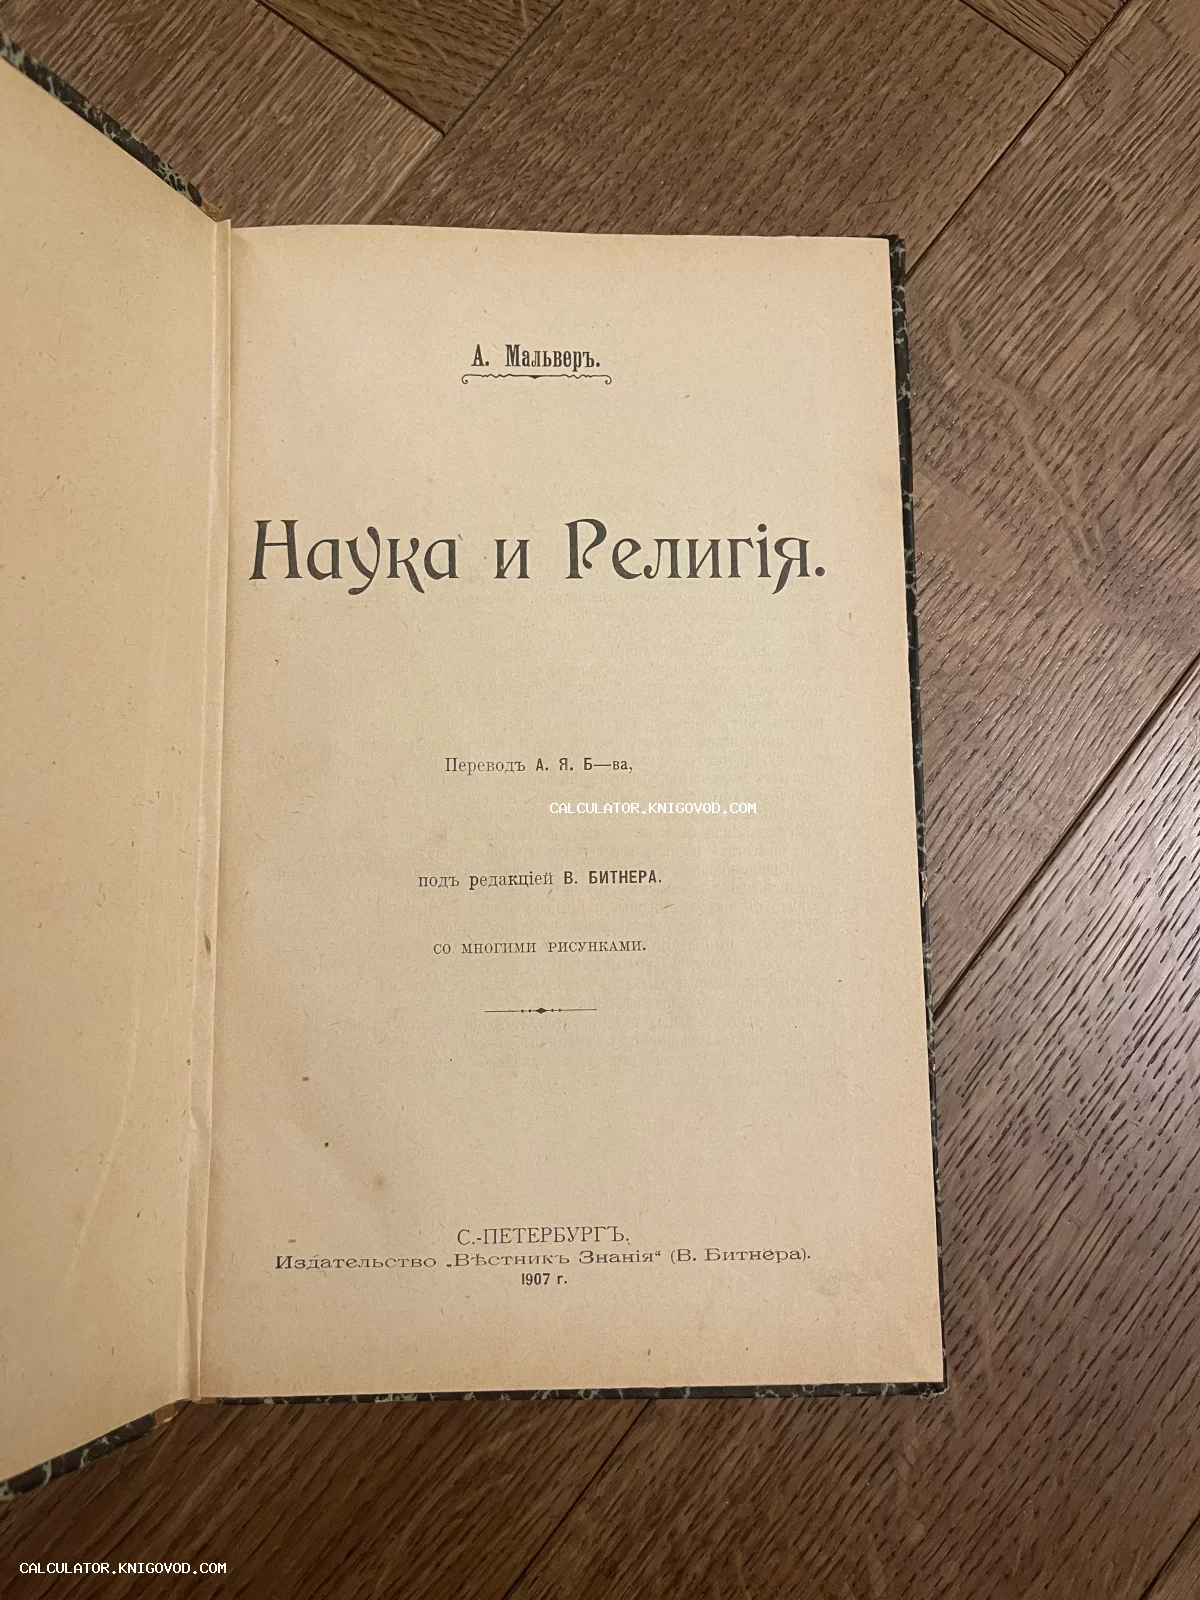 А. Мальверъ.
Наука и Религія.
Переводъ А. Я. Б—ва,
CALCULATOR.KNIGOVOD.COM
подъ редакціей В. БИТНЕРА.
СО МНОГИМИ РИСУНКАМИ.
С.-ПЕТЕРБУРГЪ.
Издательство „Вѣстникъ Знанія“ (В. Битнера).
1907 г.
CALCULATOR.KNIGOVOD.COM